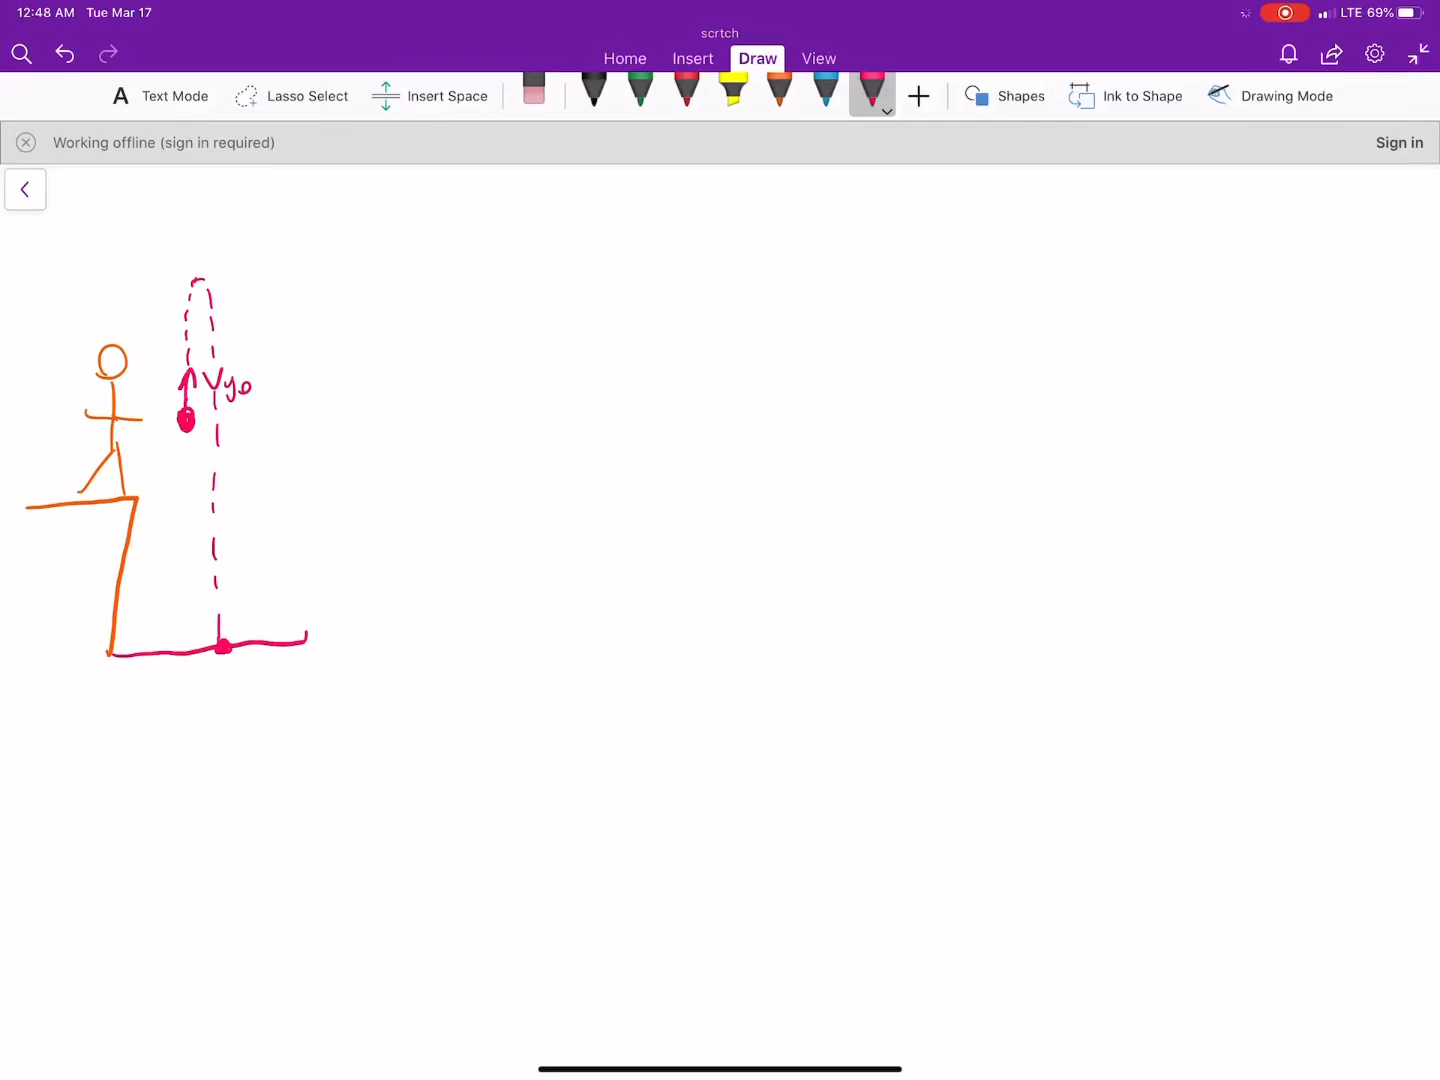 12:48 AM Tue Mar 17
LTE 69%
scrtch
Home Insert Draw View
A Text Mode Lasso Select Insert Space Shapes Ink to Shape Drawing Mode
Working offline (sign in required) Sign in
Vyo